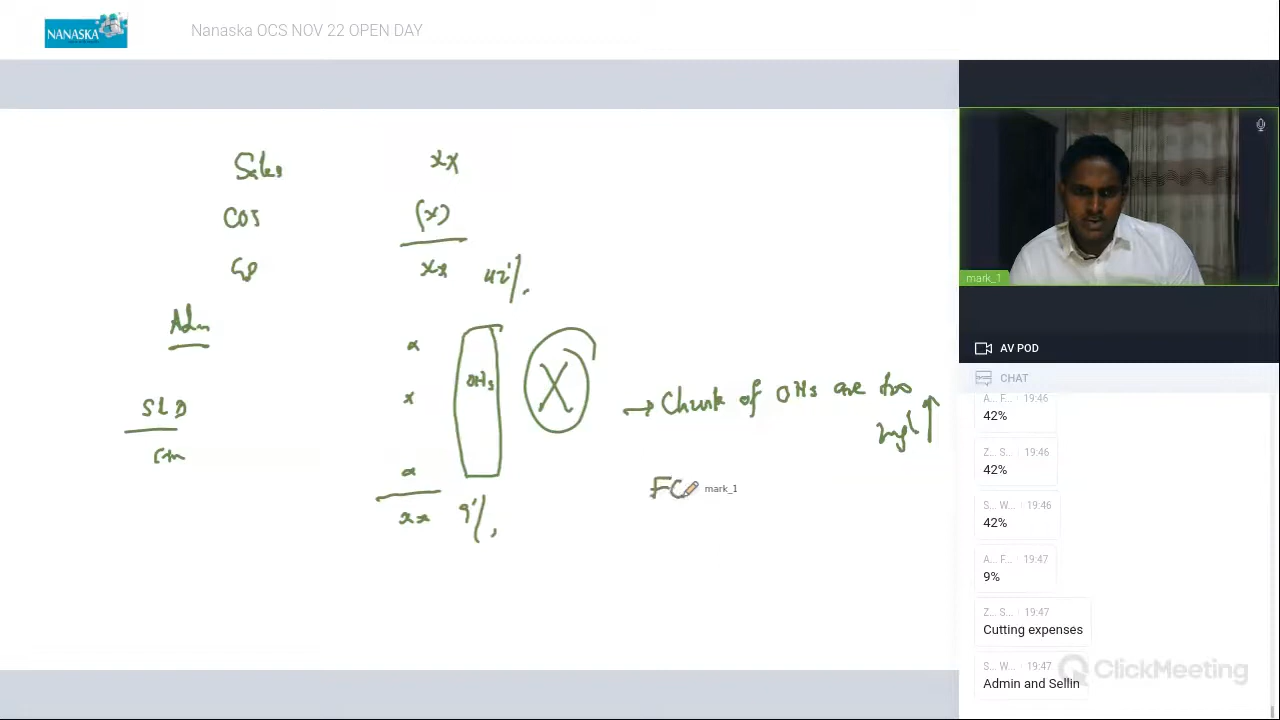 NANASKA
Nanaska OCS NOV 22 OPEN DAY
Sales xx
COS (x)
GP xx 42%
Adm
x
OHs
X
x
S&D
x
xx 9%
→ Chunk of OHs are too
high ↑
FC
mark_1
mark_1
AV POD
CHAT
A... F... 19:46
42%
Z... S... 19:46
42%
S... W... 19:46
42%
A... F... 19:47
9%
Z... S... 19:47
Cutting expenses
S... W... 19:47
Admin and Sellin
ClickMeeting